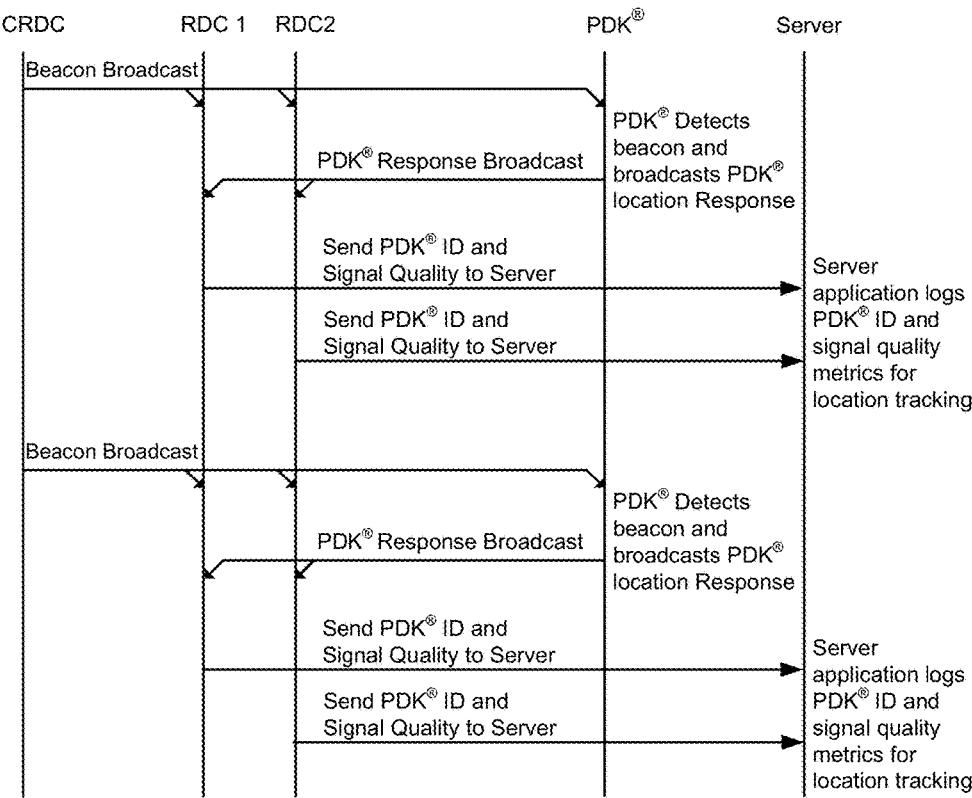 CRDC RDC 1 RDC2 PDK® Server
Beacon Broadcast
PDK® Detects
beacon and
broadcasts PDK®
location Response
PDK® Response Broadcast
Send PDK® ID and
Signal Quality to Server
Send PDK® ID and
Signal Quality to Server
Server
application logs
PDK® ID and
signal quality
metrics for
location tracking
Beacon Broadcast
PDK® Detects
beacon and
broadcasts PDK®
location Response
PDK® Response Broadcast
Send PDK® ID and
Signal Quality to Server
Send PDK® ID and
Signal Quality to Server
Server
application logs
PDK® ID and
signal quality
metrics for
location tracking